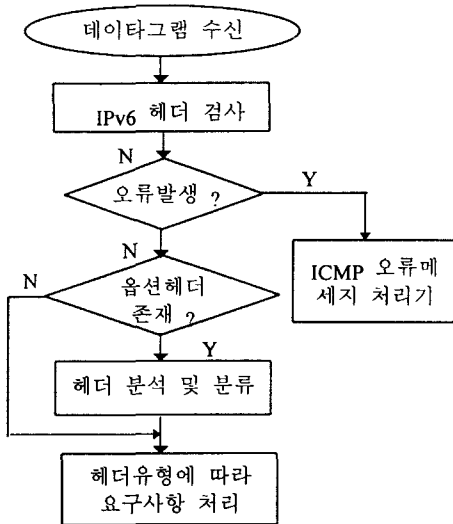 데이타그램 수신
IPv6 헤더 검사
N
오류발생 ?
Y
N
N
옵션헤더
존재 ?
ICMP 오류메
세지 처리기
Y
헤더 분석 및 분류
헤더유형에 따라
요구사항 처리